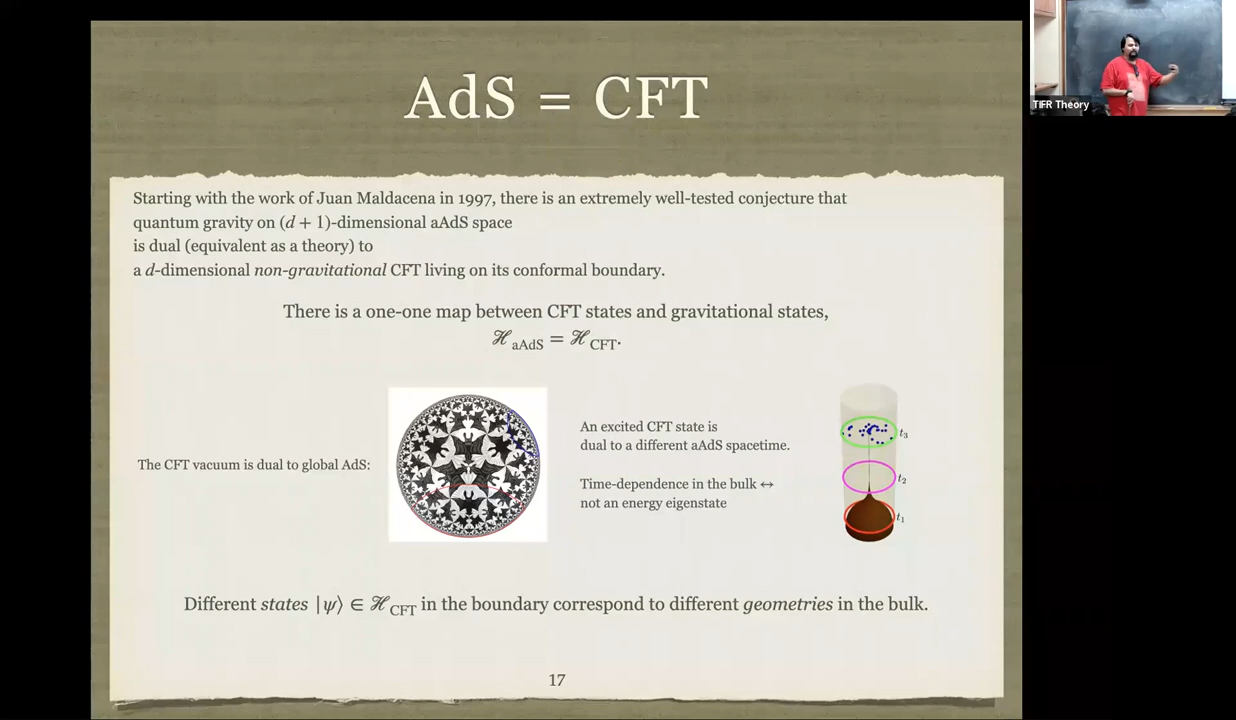 AdS = CFT
TIFR Theory
Starting with the work of Juan Maldacena in 1997, there is an extremely well-tested conjecture that
quantum gravity on (d + 1)-dimensional aAdS space
is dual (equivalent as a theory) to
a d-dimensional non-gravitational CFT living on its conformal boundary.
There is a one-one map between CFT states and gravitational states,
ℋ_aAdS = ℋ_CFT.
The CFT vacuum is dual to global AdS:
An excited CFT state is
dual to a different aAdS spacetime.
Time-dependence in the bulk ↔
not an energy eigenstate
t₃
t₂
t₁
Different states |ψ⟩ ∈ ℋ_CFT in the boundary correspond to different geometries in the bulk.
17